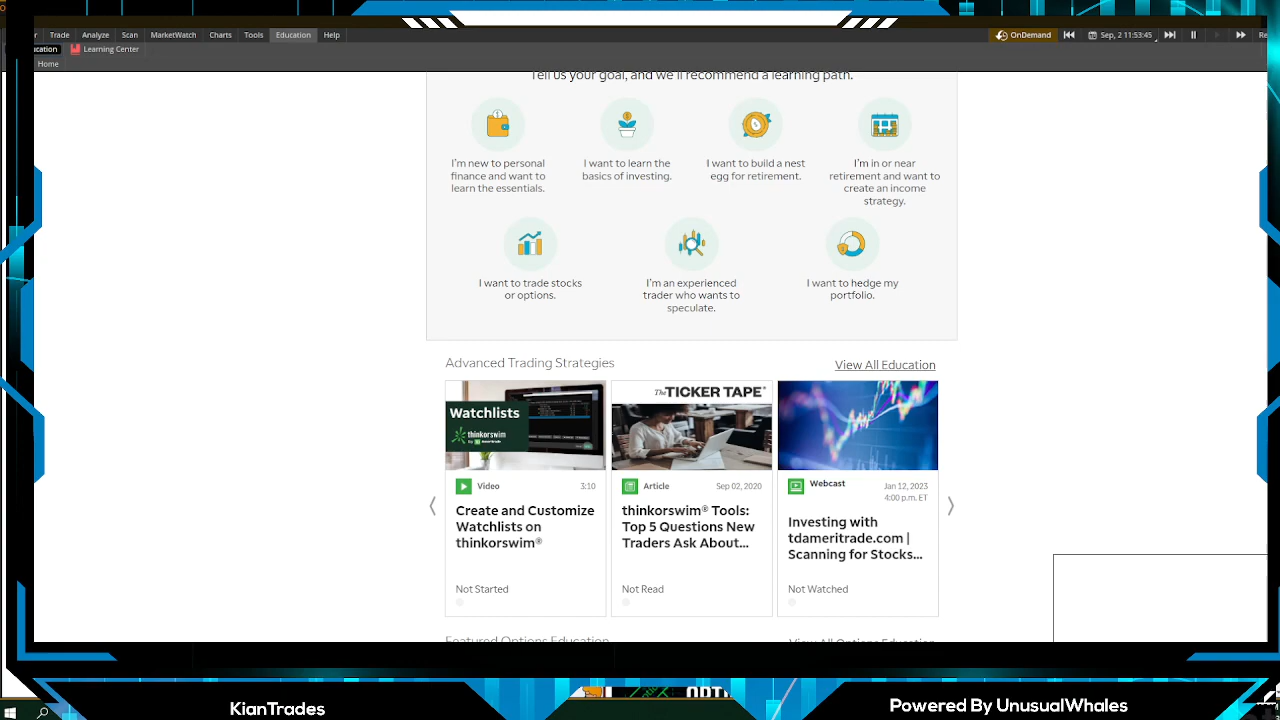 Trade Analyze Scan MarketWatch Charts Tools Education Help
OnDemand Sep, 2 11:53:45
Learning Center
Home
Tell us your goal, and we'll recommend a learning path.
I'm new to personal
finance and want to
learn the essentials.
I want to learn the
basics of investing.
I want to build a nest
egg for retirement.
I'm in or near
retirement and want to
create an income
strategy.
I want to trade stocks
or options.
I'm an experienced
trader who wants to
speculate.
I want to hedge my
portfolio.
Advanced Trading Strategies
View All Education
Watchlists
thinkorswim
Video 3:10
Create and Customize
Watchlists on
thinkorswim®
Not Started
The TICKER TAPE®
Article Sep 02, 2020
thinkorswim® Tools:
Top 5 Questions New
Traders Ask About...
Not Read
Webcast Jan 12, 2023
4:00 p.m. ET
Investing with
tdameritrade.com |
Scanning for Stocks...
Not Watched
Featured Options Education
View All Options Education
KianTrades
Powered By UnusualWhales